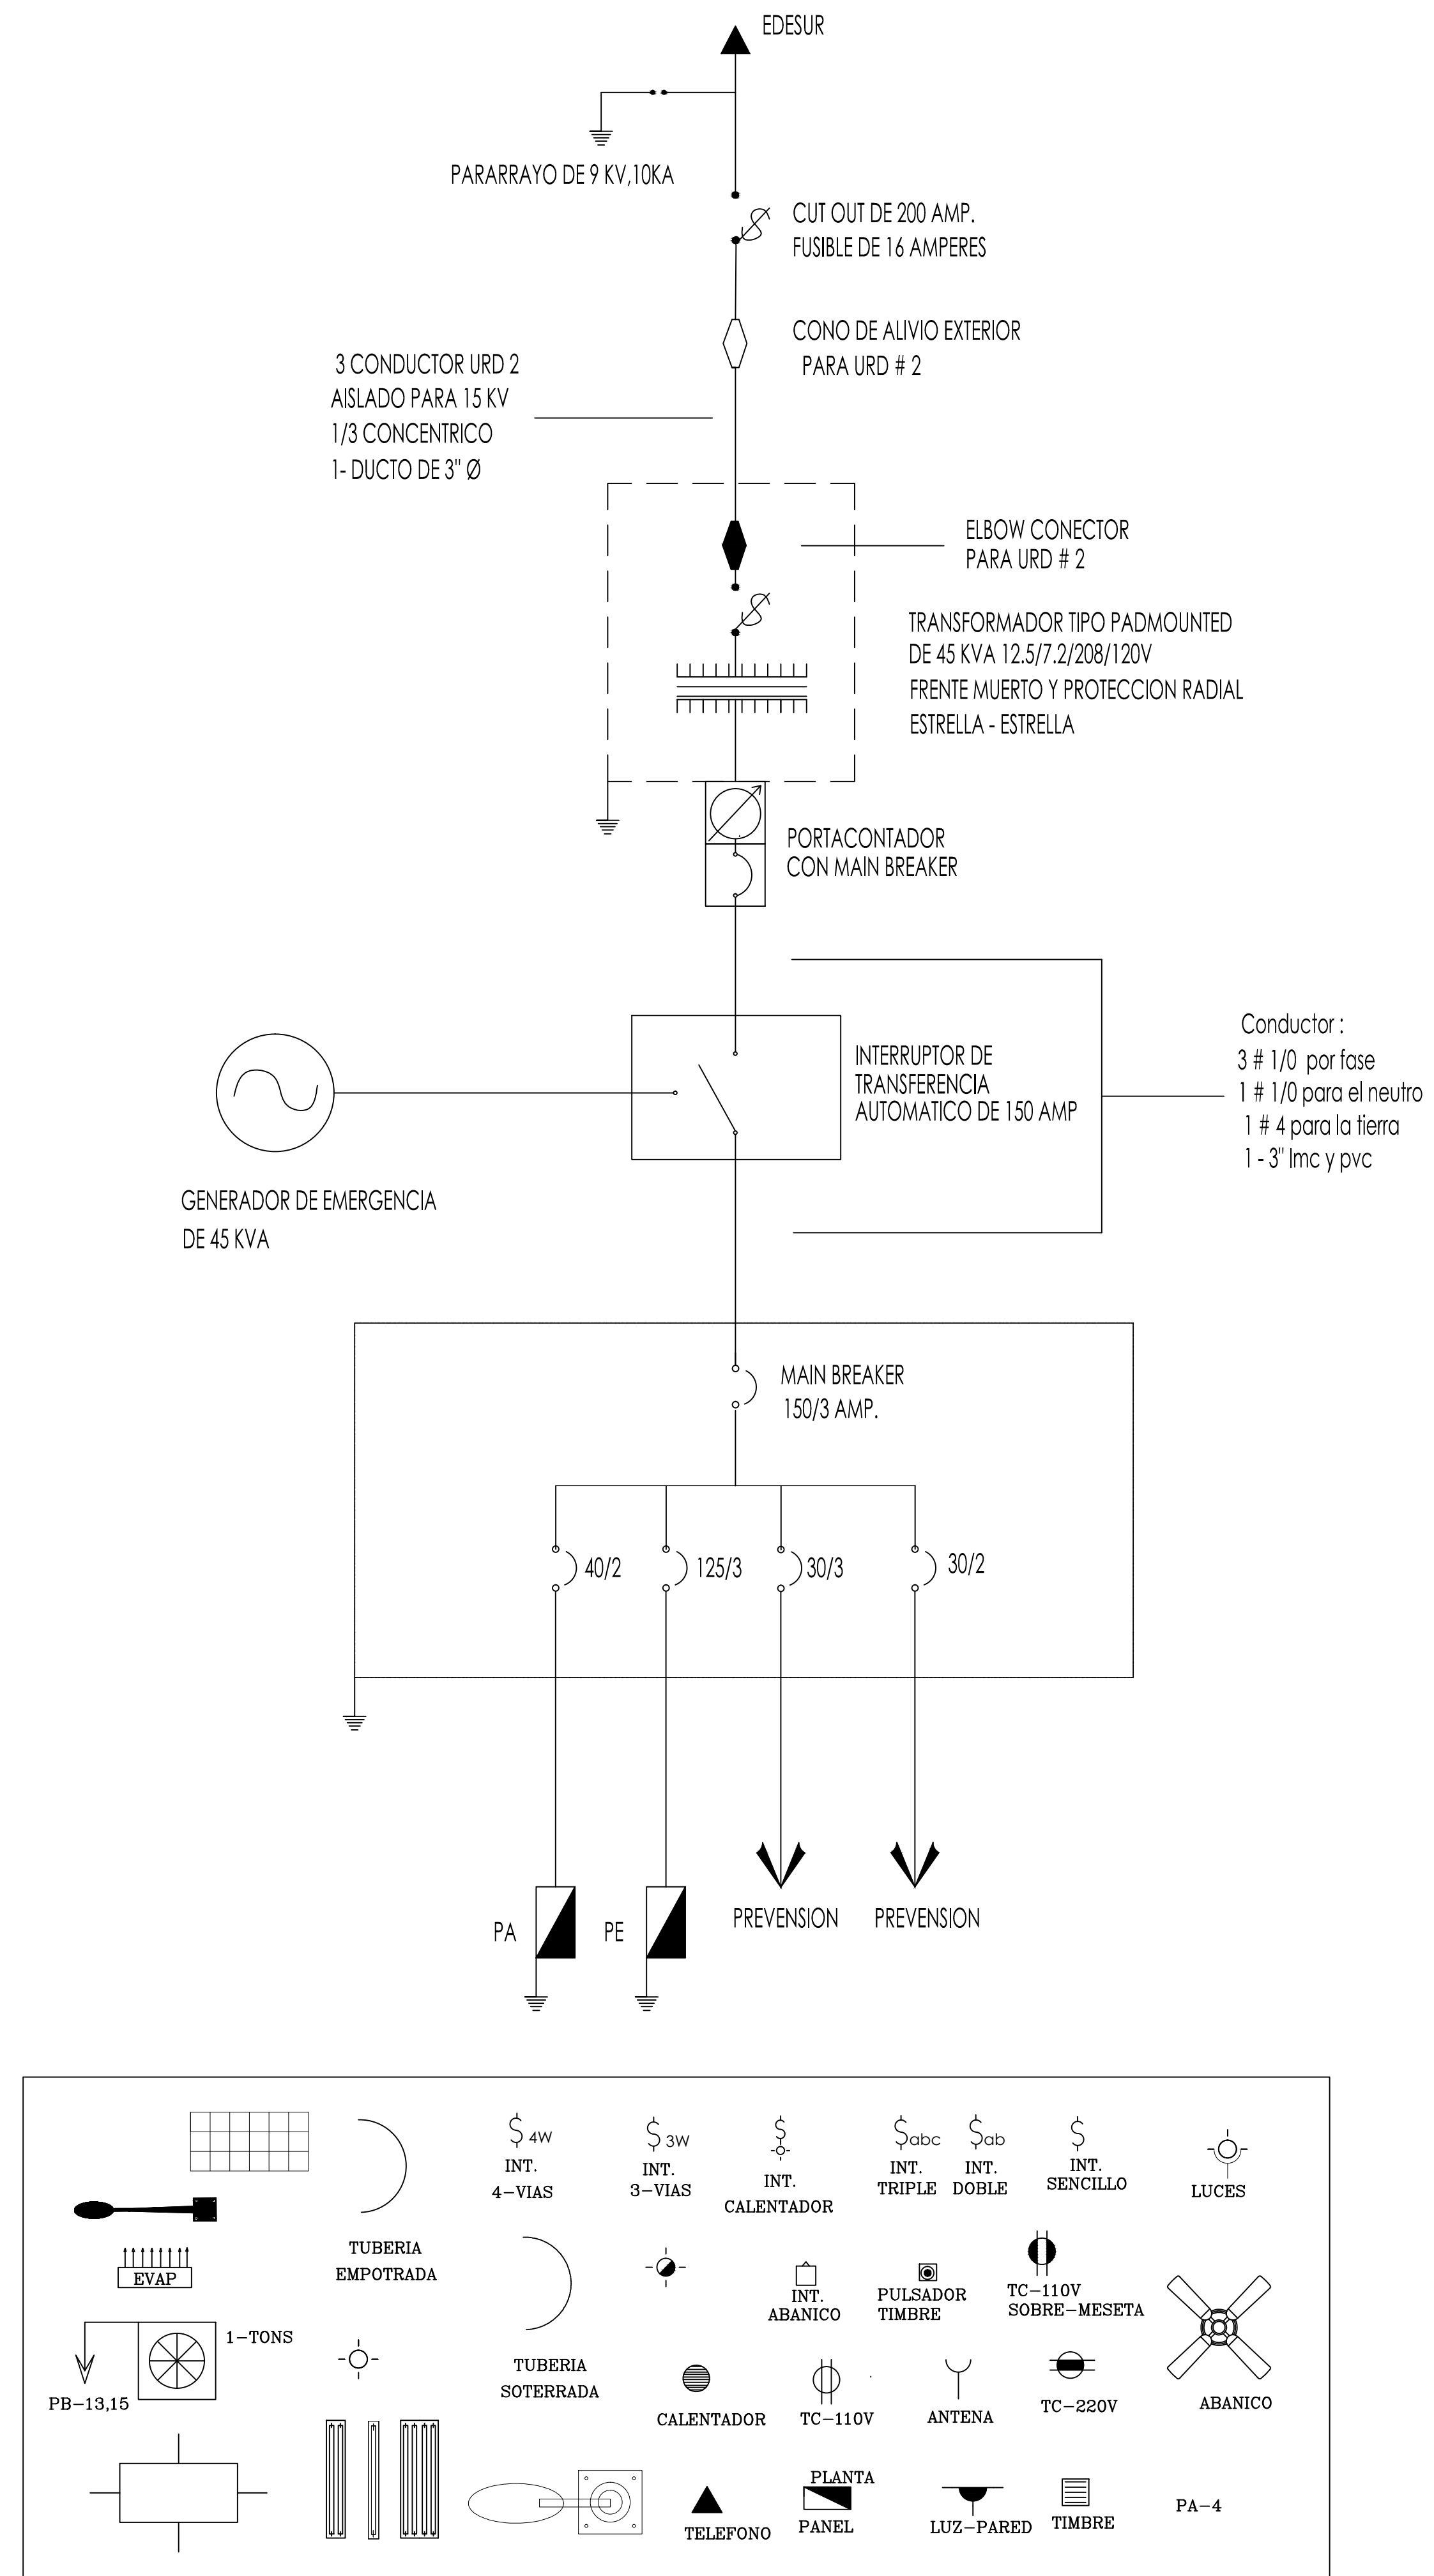 EDESUR
PARARRAYO DE 9 KV,10KA
CUT OUT DE 200 AMP.
FUSIBLE DE 16 AMPERES
CONO DE ALIVIO EXTERIOR
PARA URD # 2
3 CONDUCTOR URD 2
AISLADO PARA 15 KV
1/3 CONCENTRICO
1- DUCTO DE 3" Ø
ELBOW CONECTOR
PARA URD # 2
TRANSFORMADOR TIPO PADMOUNTED
DE 45 KVA 12.5/7.2/208/120V
FRENTE MUERTO Y PROTECCION RADIAL
ESTRELLA - ESTRELLA
PORTACONTADOR
CON MAIN BREAKER
INTERRUPTOR DE
TRANSFERENCIA
AUTOMATICO DE 150 AMP
Conductor :
3 # 1/0 por fase
1 # 1/0 para el neutro
1 # 4 para la tierra
1 - 3" Imc y pvc
GENERADOR DE EMERGENCIA
DE 45 KVA
MAIN BREAKER
150/3 AMP.
40/2
125/3
30/3
30/2
PA
PE
PREVENSION
PREVENSION
4W
INT.
4-VIAS
3W
INT.
3-VIAS
INT.
CALENTADOR
abc
INT.
TRIPLE
ab
INT.
DOBLE
INT.
SENCILLO
LUCES
TUBERIA
EMPOTRADA
EVAP
INT.
ABANICO
PULSADOR
TIMBRE
TC-110V
SOBRE-MESETA
1-TONS
PB-13,15
TUBERIA
SOTERRADA
CALENTADOR
TC-110V
ANTENA
TC-220V
ABANICO
TELEFONO
PLANTA
PANEL
LUZ-PARED
TIMBRE
PA-4